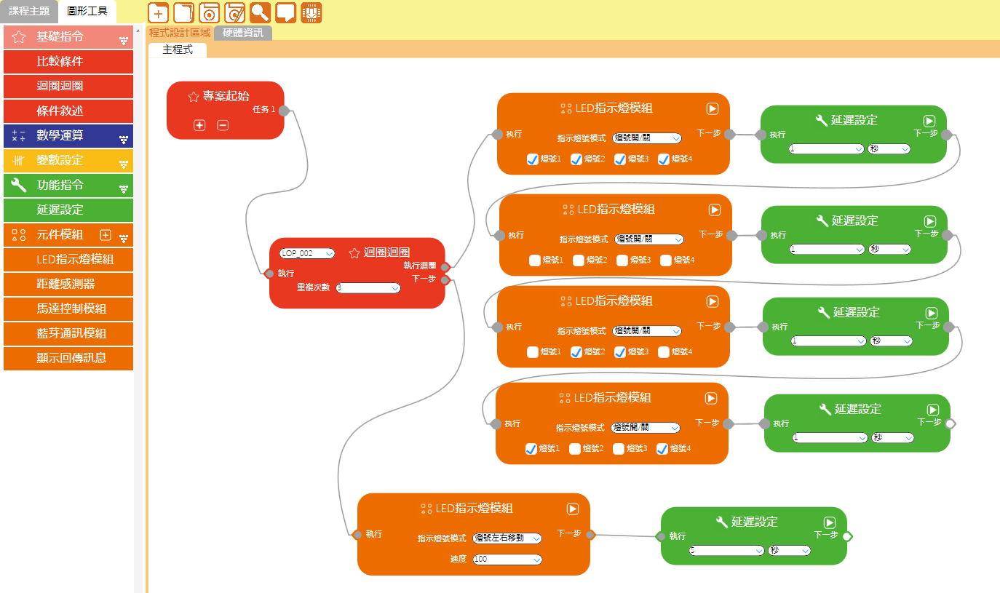 課程主題
圖形工具
基礎指令
比較條件
迴圈迴圈
條件敘述
數學運算
變數設定
功能指令
延遲設定
元件模組
LED指示燈模組
距離感測器
馬達控制模組
藍芽通訊模組
顯示回傳訊息
程式設計區域
硬體資訊
主程式
專案起始
任务 1
LOP_002
迴圈迴圈
執行迴圈
執行
下一步
重複次數 3
LED指示燈模組
执行
下一步
指示燈號模式 燈號開/關
燈號1 燈號2 燈號3 燈號4
延遲設定
下一步
执行
1 秒
LED指示燈模組
执行
下一步
指示燈號模式 燈號開/關
燈號1 燈號2 燈號3 燈號4
延遲設定
下一步
执行
1 秒
LED指示燈模組
执行
下一步
指示燈號模式 燈號開/關
燈號1 燈號2 燈號3 燈號4
延遲設定
下一步
执行
1 秒
LED指示燈模組
执行
下一步
指示燈號模式 燈號開/關
燈號1 燈號2 燈號3 燈號4
延遲設定
下一步
执行
1 秒
LED指示燈模組
執行
下一步
指示燈號模式 燈號左右移動
速度 100
延遲設定
下一步
執行
5 秒